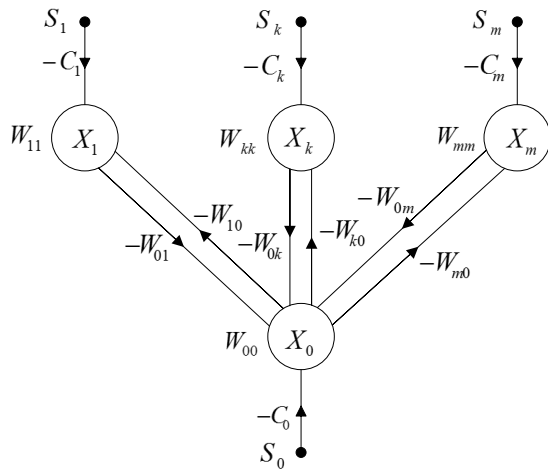 S₁ Sₖ Sₘ
−C₁ −Cₖ −Cₘ
W₁₁ X₁ Wₖₖ Xₖ Wₘₘ Xₘ
−W₀₁ −W₁₀ −W₀ₖ −Wₖ₀ −W₀ₘ −Wₘ₀
W₀₀ X₀
−C₀
S₀